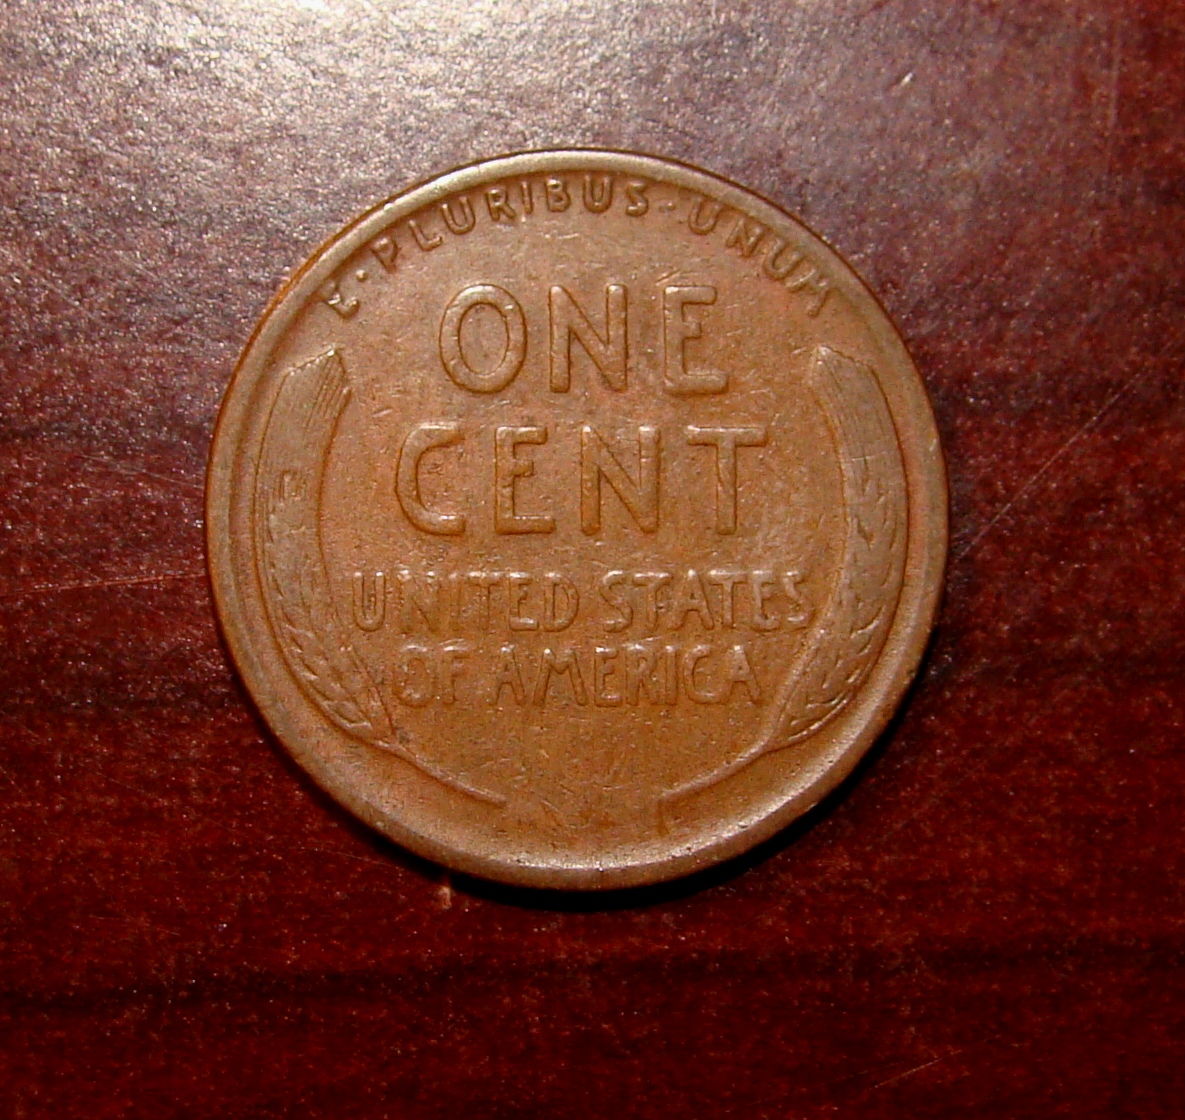 E·PLURIBUS·UNUM
ONE
CENT
UNITED STATES
OF AMERICA